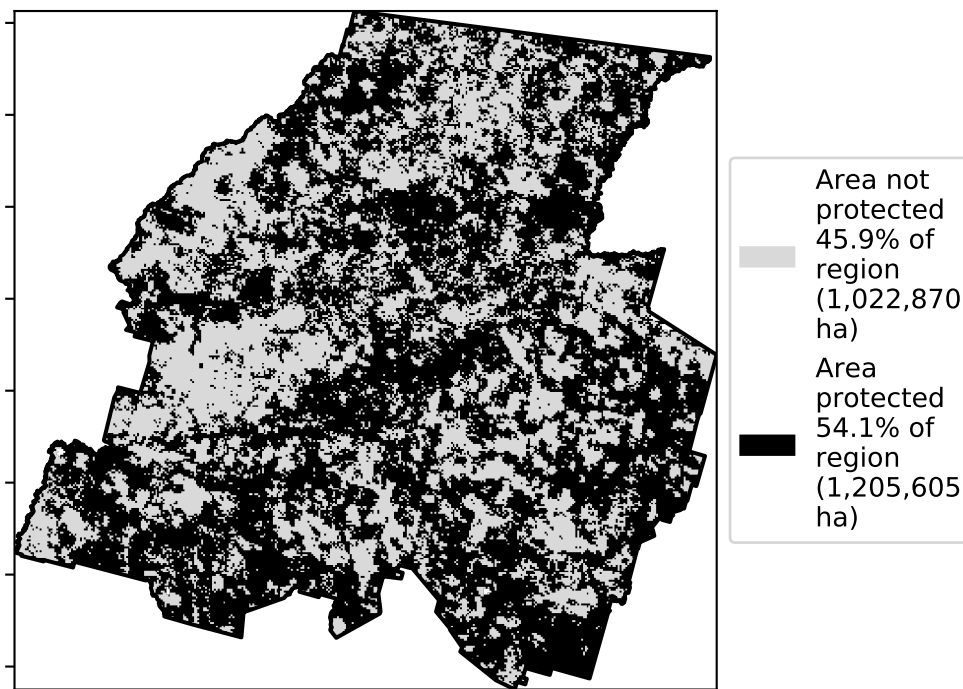 Area not
protected
45.9% of
region
(1,022,870
ha)
Area
protected
54.1% of
region
(1,205,605
ha)